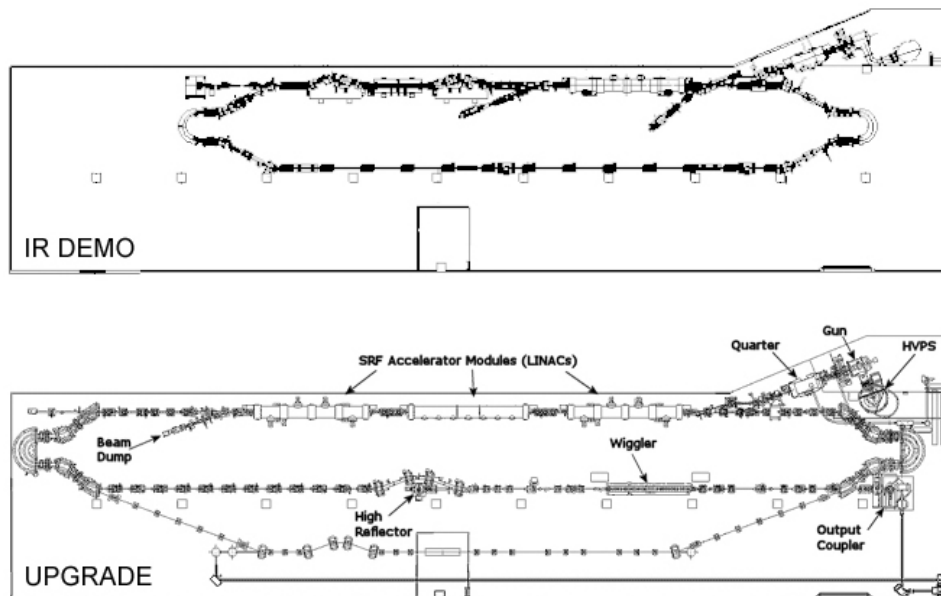 IR DEMO
Gun
Quarter
HVPS
SRF Accelerator Modules (LINACs)
Beam
Dump
Wiggler
High
Reflector
Output
Coupler
UPGRADE